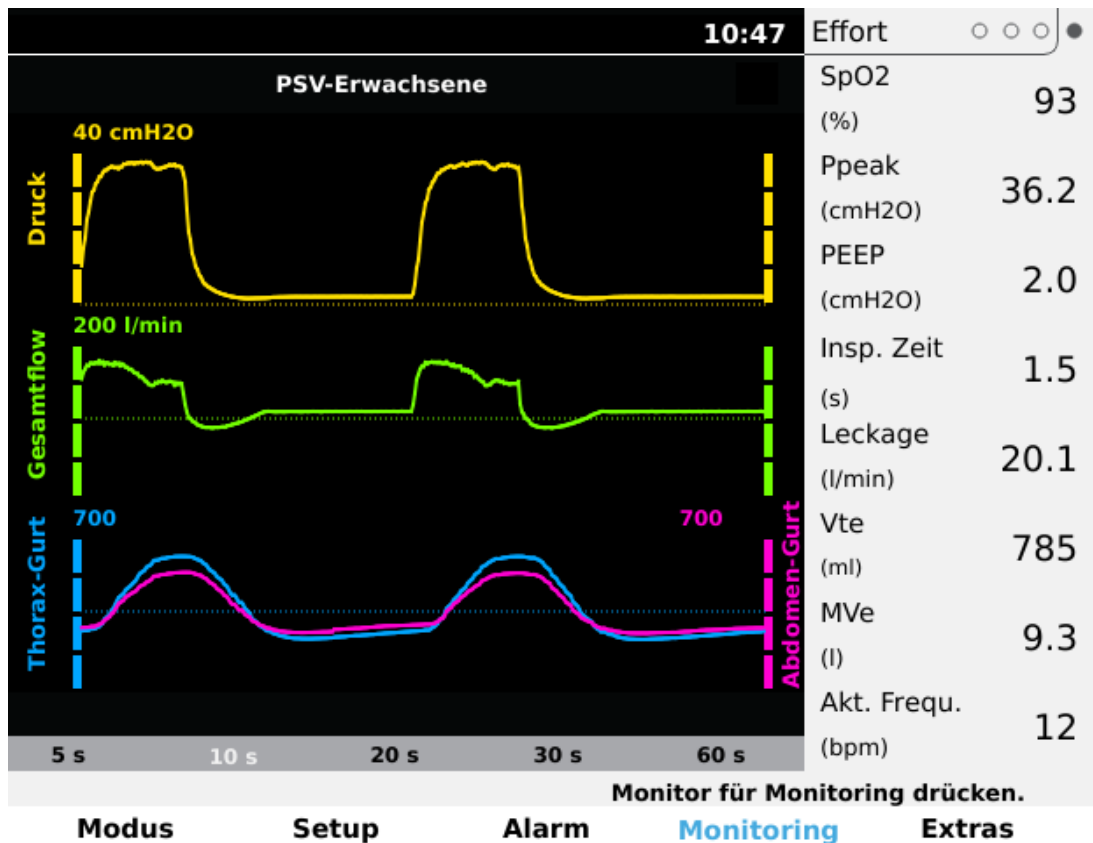 10:47
Effort
PSV-Erwachsene
40 cmH2O
Druck
200 l/min
Gesamtflow
700
700
Thorax-Gurt
Abdomen-Gurt
5 s 10 s 20 s 30 s 60 s
SpO2
(%)
93
Ppeak
(cmH2O)
36.2
PEEP
(cmH2O)
2.0
Insp. Zeit
(s)
1.5
Leckage
(l/min)
20.1
Vte
(ml)
785
MVe
(l)
9.3
Akt. Frequ.
(bpm)
12
Monitor für Monitoring drücken.
Modus Setup Alarm Monitoring Extras